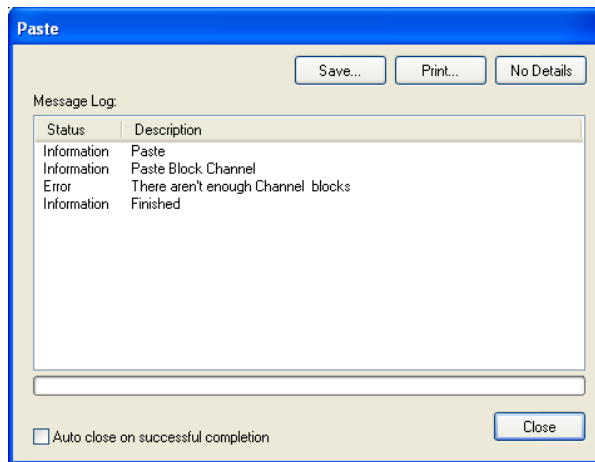 Paste
Save... Print... No Details
Message Log:
Status Description
Information Paste
Information Paste Block Channel
Error There aren't enough Channel  blocks
Information Finished
Close
Auto close on successful completion